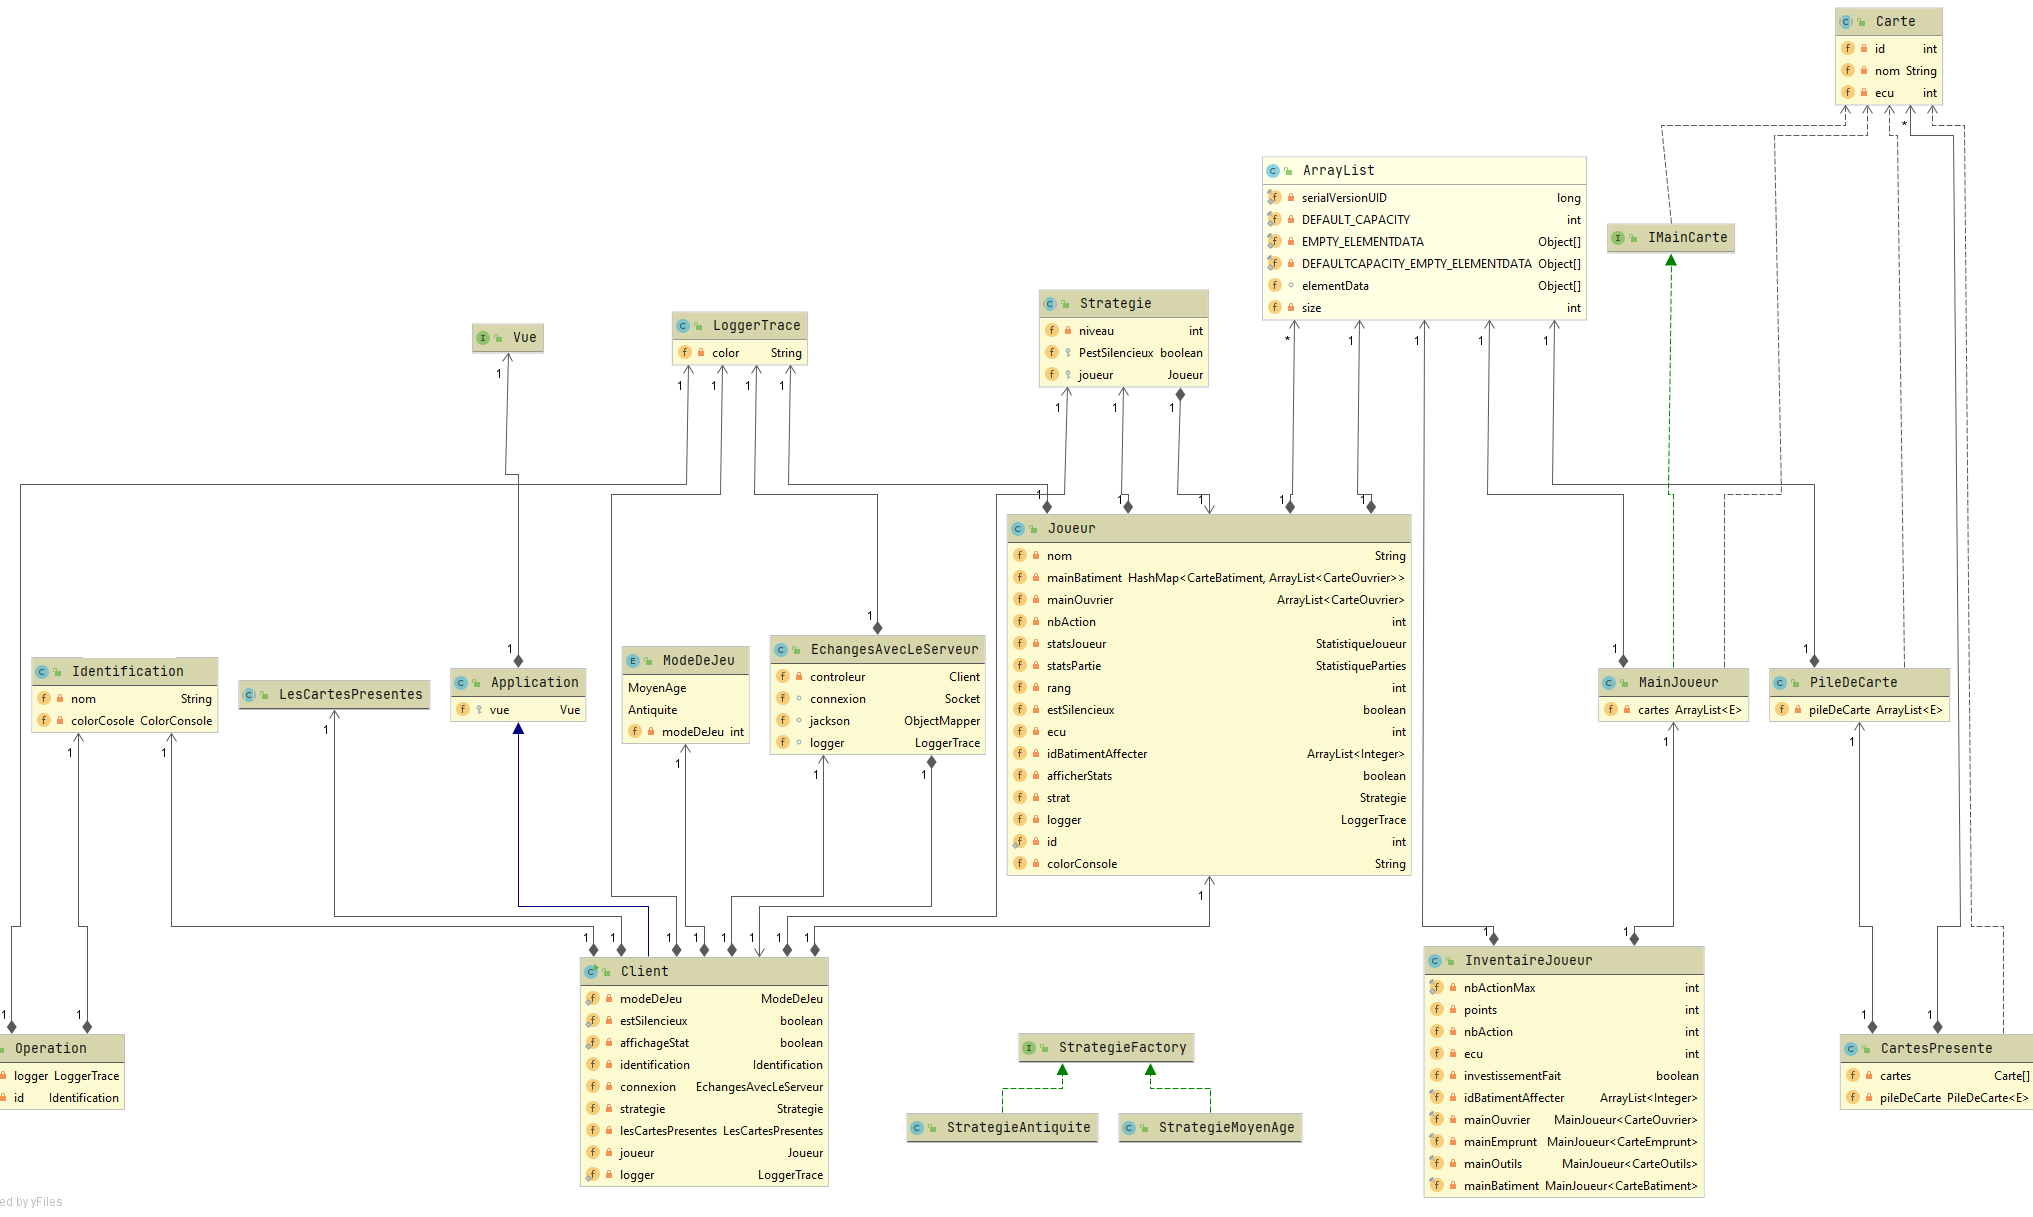 Carte
id int
nom String
ecu int
*
ArrayList
serialVersionUID long
DEFAULT_CAPACITY int
EMPTY_ELEMENTDATA Object[]
DEFAULTCAPACITY_EMPTY_ELEMENTDATA Object[]
elementData Object[]
size int
* 1 1 1 1
IMainCarte
Strategie
niveau int
PestSilencieux boolean
joueur Joueur
1 1 1
LoggerTrace
color String
1 1 1 1
Vue
1
1 1 1 1 1
Joueur
nom String
mainBatiment HashMap<CarteBatiment, ArrayList<CarteOuvrier>>
mainOuvrier ArrayList<CarteOuvrier>
nbAction int
statsJoueur StatistiqueJoueur
statsPartie StatistiqueParties
rang int
estSilencieux boolean
ecu int
idBatimentAffecter ArrayList<Integer>
afficherStats boolean
strat Strategie
logger LoggerTrace
id int
colorConsole String
1
Identification
nom String
colorCosole ColorConsole
1 1
LesCartesPresentes
1
1
Application
vue Vue
ModeDeJeu
MoyenAge
Antiquite
modeDeJeu int
1
1
EchangesAvecLeServeur
controleur Client
connexion Socket
jackson ObjectMapper
logger LoggerTrace
1 1
1
MainJoueur
cartes ArrayList<E>
1
1
PileDeCarte
pileDeCarte ArrayList<E>
1
1 1 1 1 1 1 1 1
Client
modeDeJeu ModeDeJeu
estSilencieux boolean
affichageStat boolean
identification Identification
connexion EchangesAvecLeServeur
strategie Strategie
lesCartesPresentes LesCartesPresentes
joueur Joueur
logger LoggerTrace
1 1
InventaireJoueur
nbActionMax int
points int
nbAction int
ecu int
investissementFait boolean
idBatimentAffecter ArrayList<Integer>
mainOuvrier MainJoueur<CarteOuvrier>
mainEmprunt MainJoueur<CarteEmprunt>
mainOutils MainJoueur<CarteOutils>
mainBatiment MainJoueur<CarteBatiment>
1 1
Operation
logger LoggerTrace
id Identification
StrategieFactory
StrategieAntiquite
StrategieMoyenAge
1 1
CartesPresente
cartes Carte[]
pileDeCarte PileDeCarte<E>
ed by yFiles